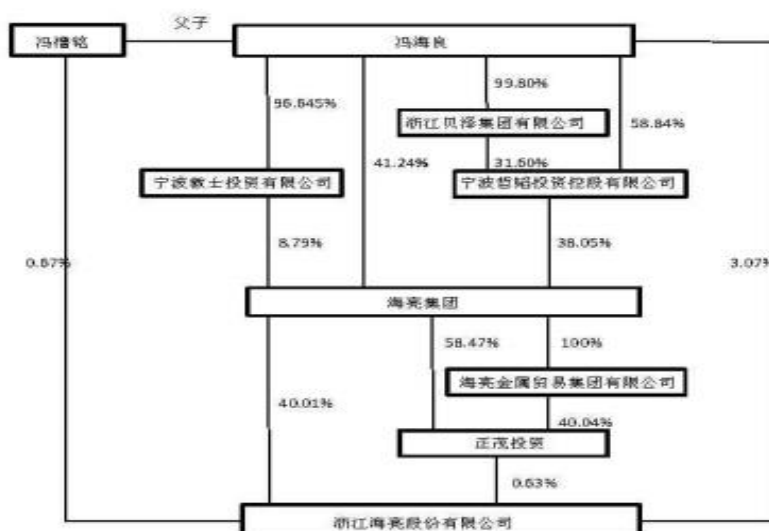 父子
冯橹铭
冯海良
99.80%
96.645%
浙江贝泽集团有限公司
58.84%
41.24%
31.60%
宁波敦士投资有限公司
宁波哲韬投资控股有限公司
8.79%
38.05%
0.87%
3.07%
海亮集团
58.47%
100%
海亮金属贸易集团有限公司
40.01%
40.04%
正茂投资
0.63%
浙江海亮股份有限公司